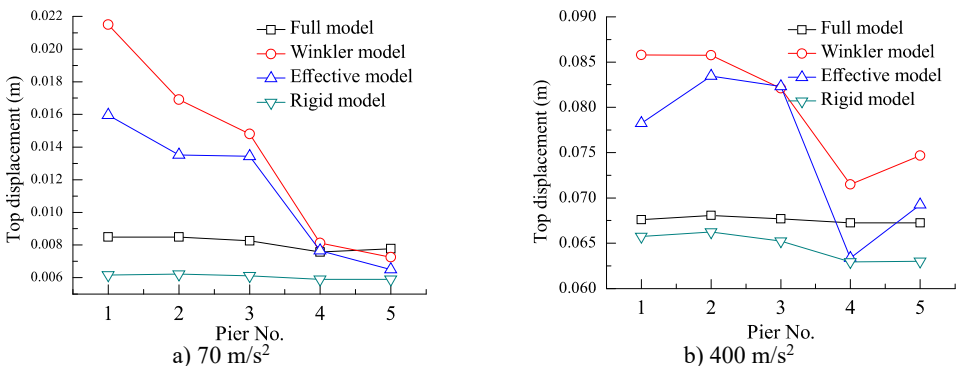 Top displacement (m)
0.022
0.020
0.018
0.016
0.014
0.012
0.010
0.008
0.006
Full model
Winkler model
Effective model
Rigid model
1 2 3 4 5
Pier No.
a) 70 m/s²
Top displacement (m)
0.090
0.085
0.080
0.075
0.070
0.065
0.060
Full model
Winkler model
Effective model
Rigid model
1 2 3 4 5
Pier No.
b) 400 m/s²